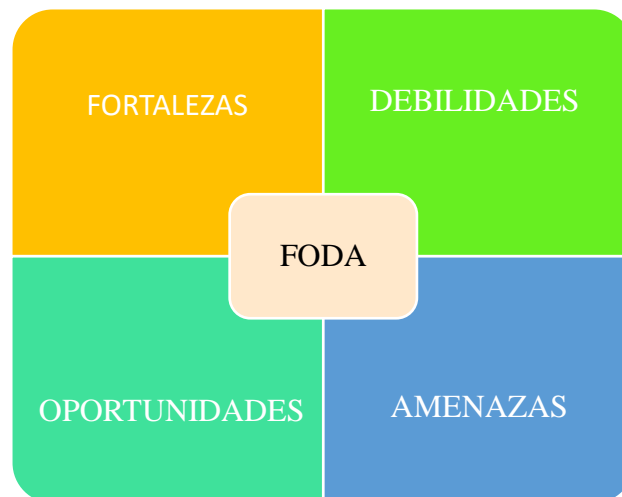 FORTALEZAS
DEBILIDADES
FODA
OPORTUNIDADES
AMENAZAS